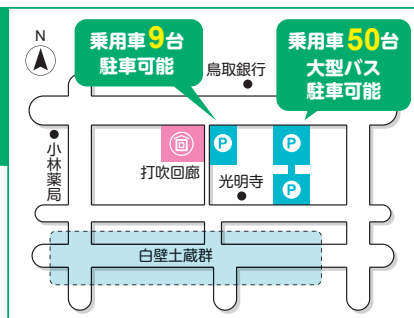 N
乗用車9台
駐車可能
乗用車50台
大型バス
駐車可能
鳥取銀行
小林薬局
回
P
P
P
打吹回廊
光明寺
白壁土蔵群